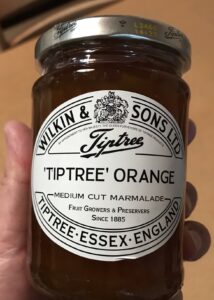 WILKIN & SONS LTD
Tiptree
'TIPTREE' ORANGE
MEDIUM CUT MARMALADE
FRUIT GROWERS & PRESERVERS
SINCE 1885
TIPTREE · ESSEX · ENGLAND